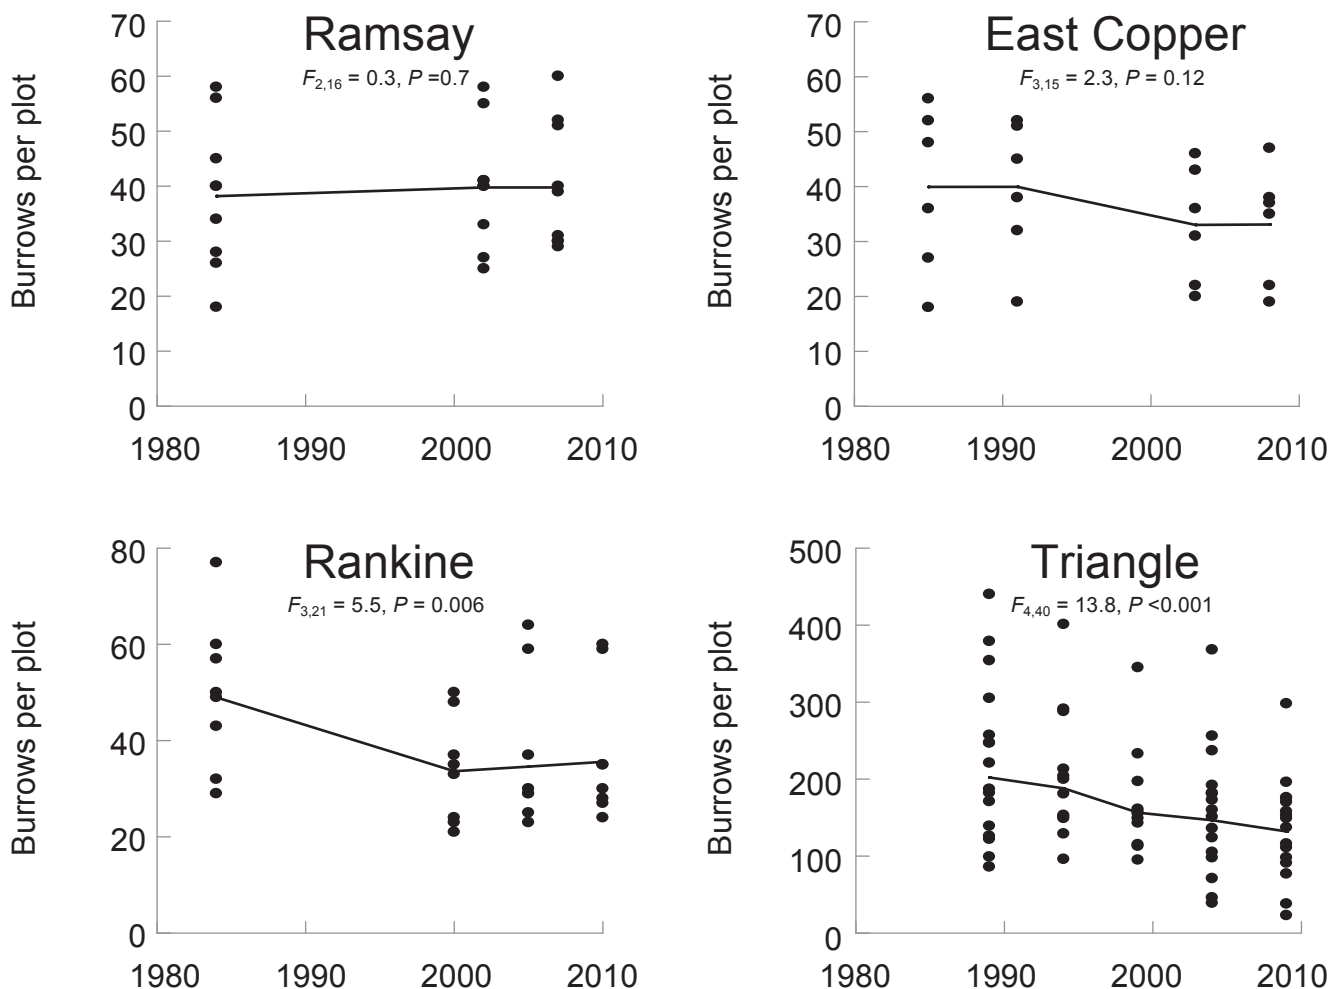 Ramsay
F2,16 = 0.3, P =0.7
Burrows per plot
70
60
50
40
30
20
10
0
1980 1990 2000 2010
East Copper
F3,15 = 2.3, P = 0.12
Burrows per plot
70
60
50
40
30
20
10
0
1980 1990 2000 2010
Rankine
F3,21 = 5.5, P = 0.006
Burrows per plot
80
60
40
20
0
1980 1990 2000 2010
Triangle
F4,40 = 13.8, P <0.001
Burrows per plot
500
400
300
200
100
0
1980 1990 2000 2010